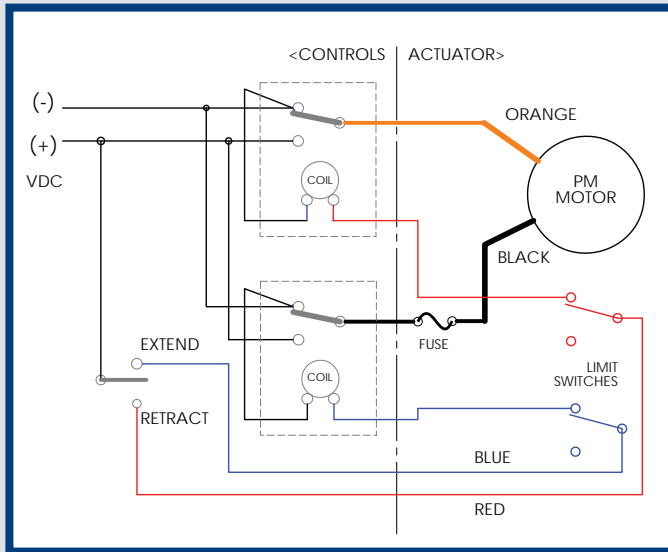 <CONTROLS
ACTUATOR>
(-)
ORANGE
(+)
VDC
COIL
PM
MOTOR
BLACK
EXTEND
FUSE
LIMIT
SWITCHES
COIL
RETRACT
BLUE
RED